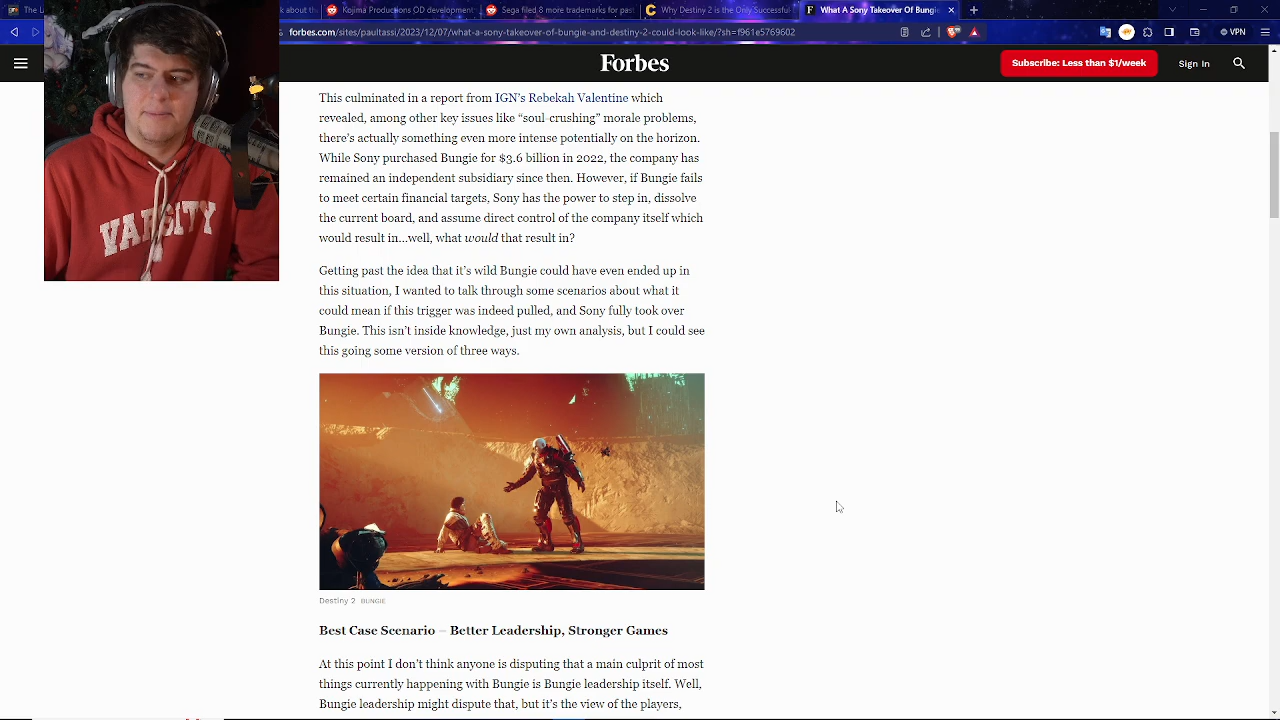 The L
k about thi
Kojima Productions OD development
Sega filed 8 more trademarks for pas
Why Destiny 2 is the Only Successful
What A Sony Takeover Of Bungie
forbes.com/sites/paultassi/2023/12/07/what-a-sony-takeover-of-bungie-and-destiny-2-could-look-like/?sh=f961e5769602
VPN
Forbes
Subscribe: Less than $1/week
Sign In
This culminated in a report from IGN’s Rebekah Valentine which
revealed, among other key issues like “soul-crushing” morale problems,
there’s actually something even more intense potentially on the horizon.
While Sony purchased Bungie for $3.6 billion in 2022, the company has
remained an independent subsidiary since then. However, if Bungie fails
to meet certain financial targets, Sony has the power to step in, dissolve
the current board, and assume direct control of the company itself which
would result in…well, what would that result in?
Getting past the idea that it’s wild Bungie could have even ended up in
this situation, I wanted to talk through some scenarios about what it
could mean if this trigger was indeed pulled, and Sony fully took over
Bungie. This isn’t inside knowledge, just my own analysis, but I could see
this going some version of three ways.
Destiny 2 BUNGIE
Best Case Scenario – Better Leadership, Stronger Games
At this point I don’t think anyone is disputing that a main culprit of most
things currently happening with Bungie is Bungie leadership itself. Well,
Bungie leadership might dispute that, but it’s the view of the players,
VARSITY